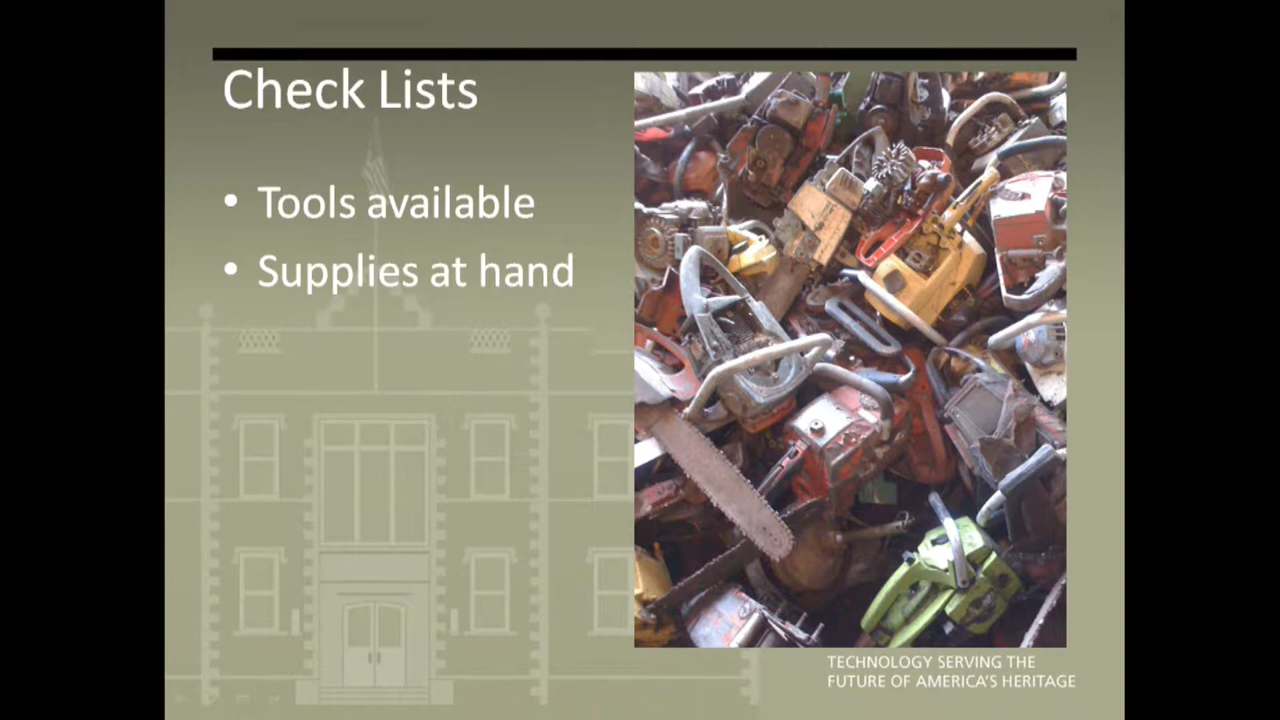 Check Lists
• Tools available
• Supplies at hand
TECHNOLOGY SERVING THE
FUTURE OF AMERICA'S HERITAGE